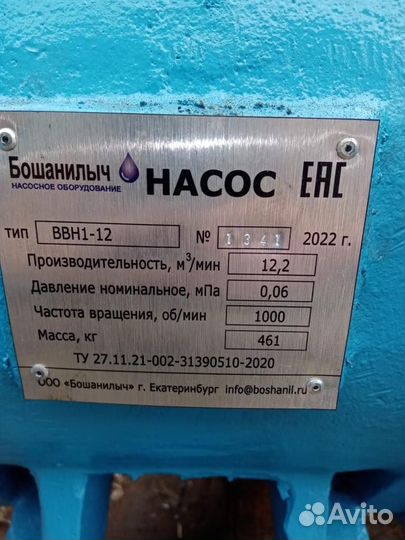 Бошанилыч НАСОС ЕАС
НАСОСНОЕ ОБОРУДОВАНИЕ
тип ВВН1-12 № 1341 2022 г.
Производительность, м³/мин 12,2
Давление номинальное, мПа 0,06
Частота вращения, об/мин 1000
Масса, кг 461
ТУ 27.11.21-002-31390510-2020
ООО «Бошанилыч» г. Екатеринбург info@boshanil.ru
Avito